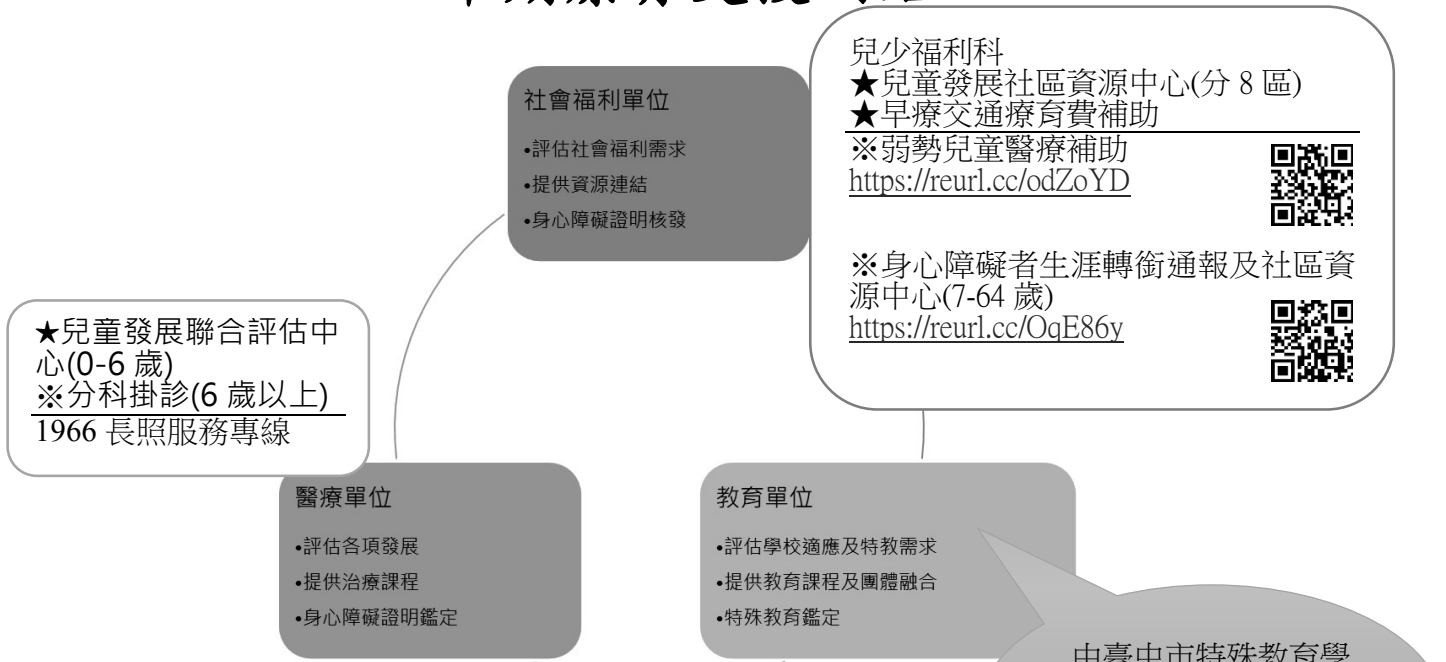 兒少福利科
★兒童發展社區資源中心(分 8 區)
★早療交通療育費補助
※弱勢兒童醫療補助
https://reurl.cc/odZoYD
※身心障礙者生涯轉銜通報及社區資
源中心(7-64 歲)
https://reurl.cc/OqE86y
社會福利單位
•評估社會福利需求
•提供資源連結
•身心障礙證明核發
★兒童發展聯合評估中
心(0-6 歲)
※分科掛診(6 歲以上)
1966 長照服務專線
醫療單位
•評估各項發展
•提供治療課程
•身心障礙證明鑑定
教育單位
•評估學校適應及特教需求
•提供教育課程及團體融合
•特殊教育鑑定
由臺中市特殊教育學